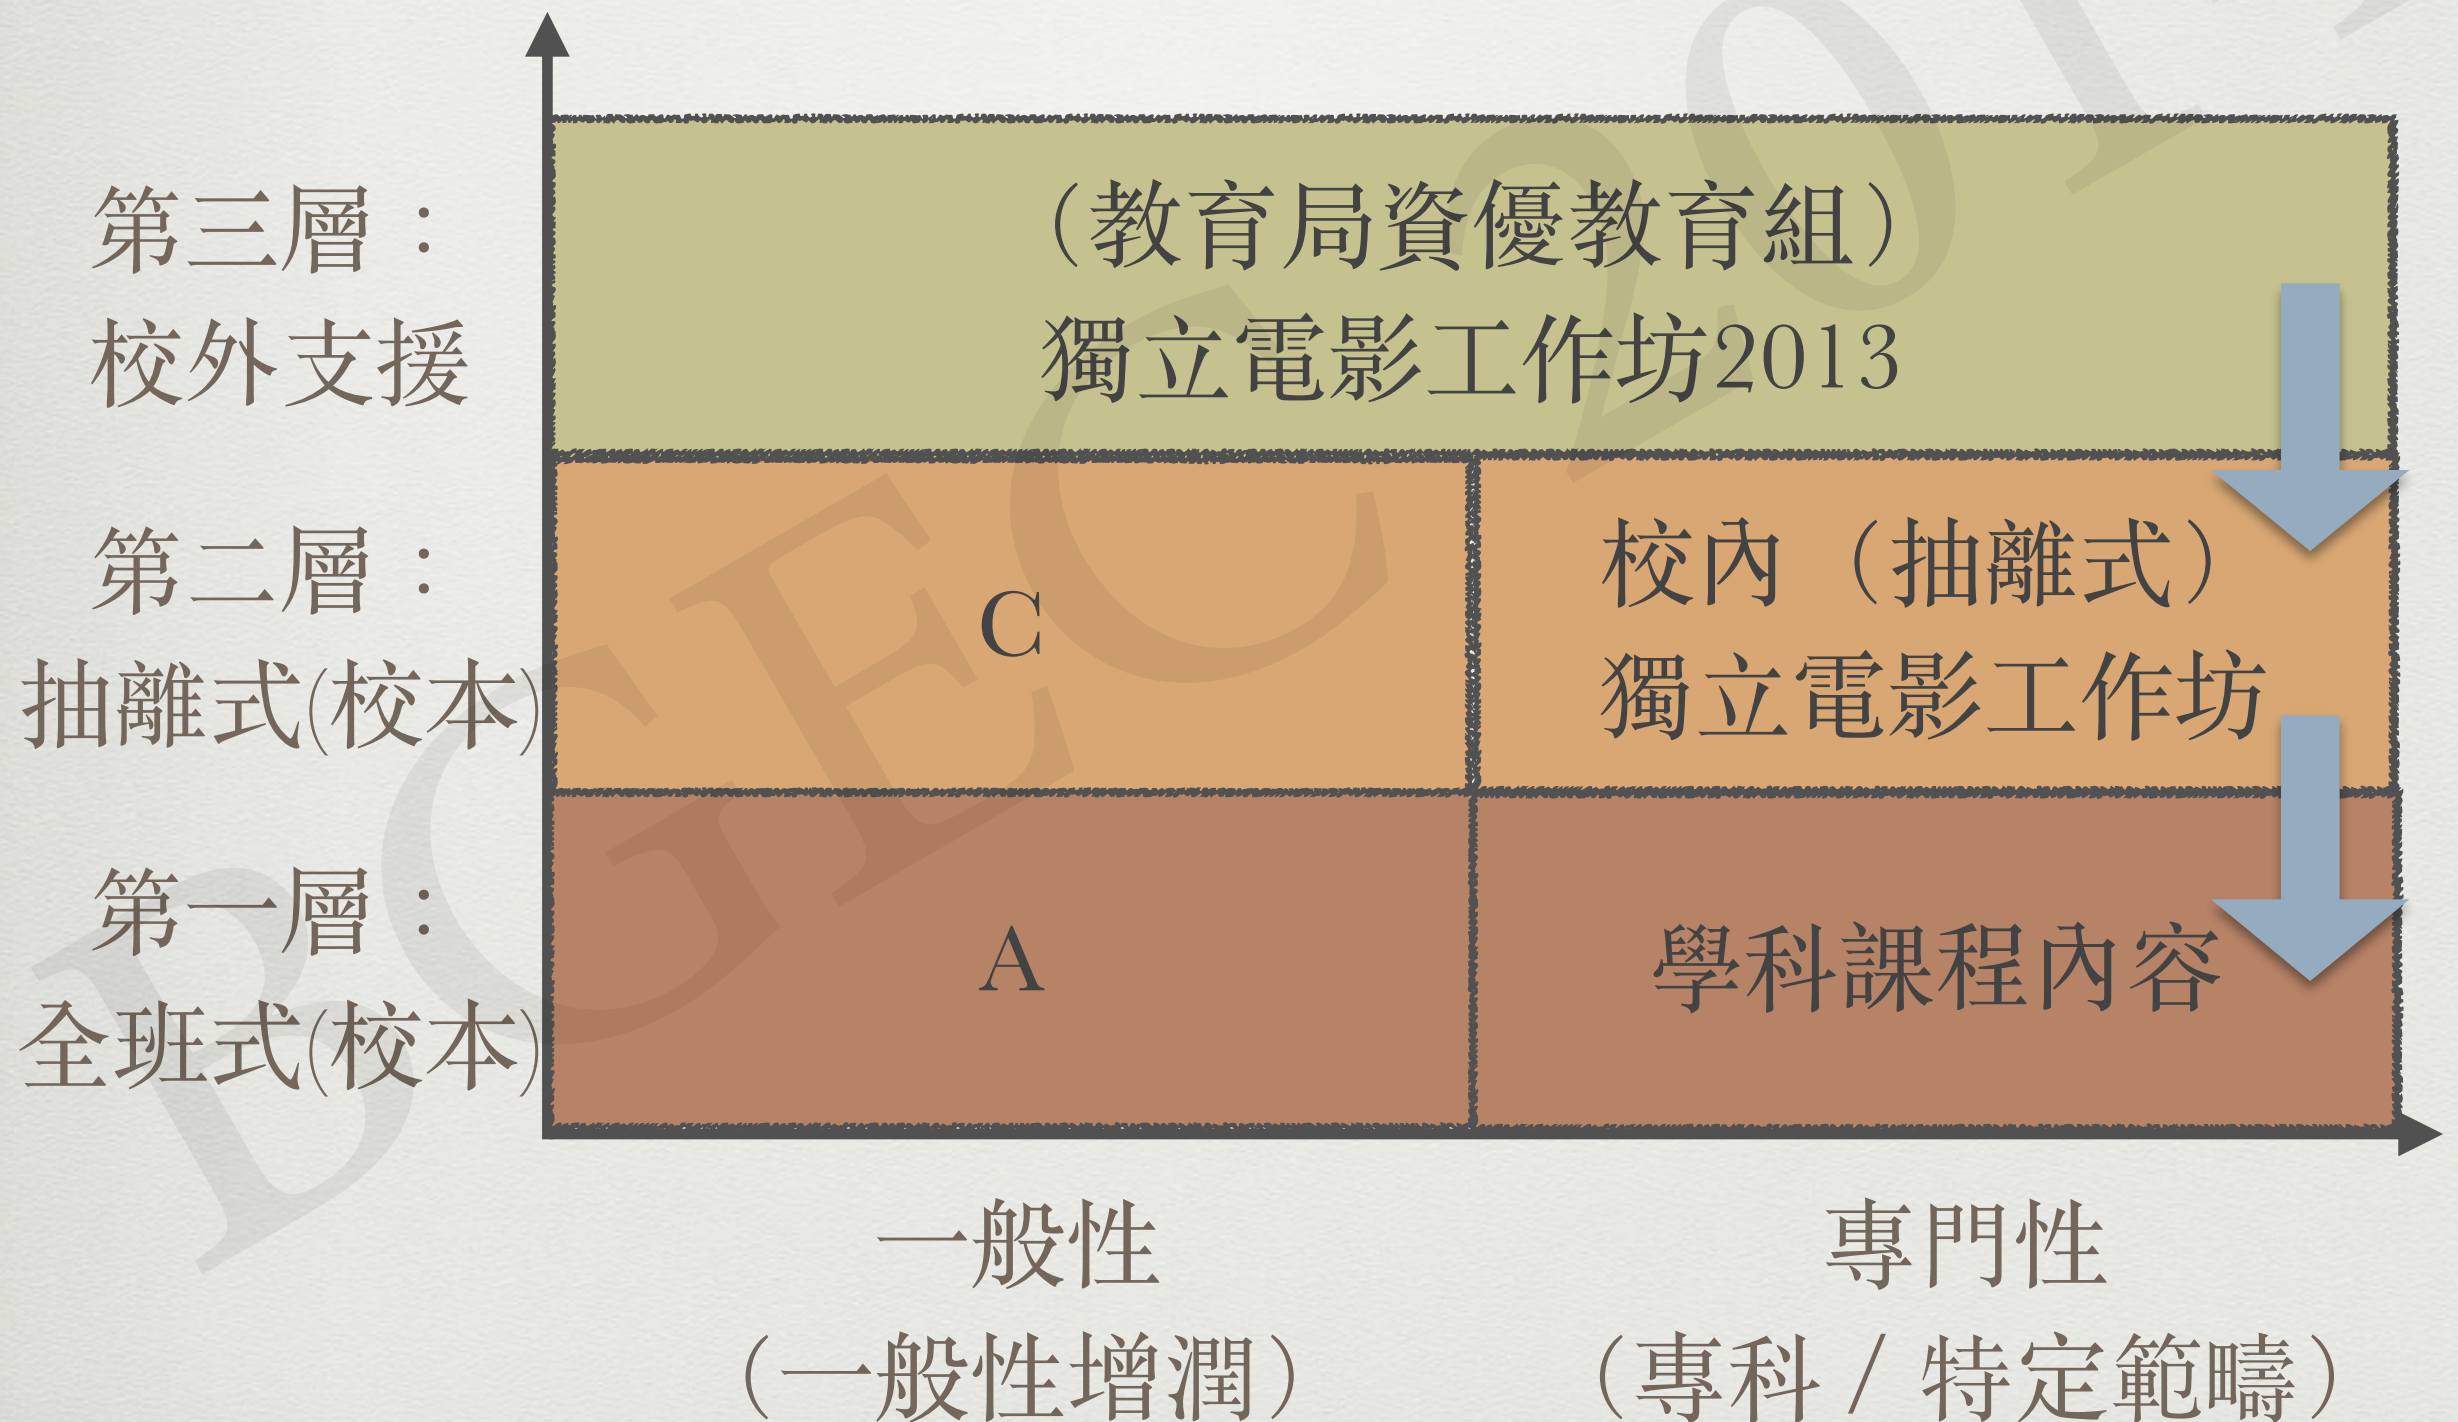 第三層：
校外支援
（教育局資優教育組）
獨立電影工作坊2013
第二層：
抽離式(校本)
C
校內（抽離式）
獨立電影工作坊
第一層：
全班式(校本)
A
學科課程內容
一般性
（一般性增潤）
專門性
（專科 / 特定範疇）